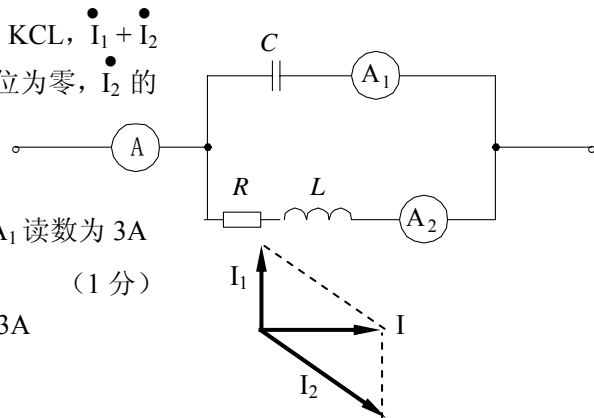 KCL，İ₁ + İ₂
位为零，İ₂ 的
A₁ 读数为 3A
（1 分）
3A
C
A₁
A
R
L
A₂
I₁
I
I₂